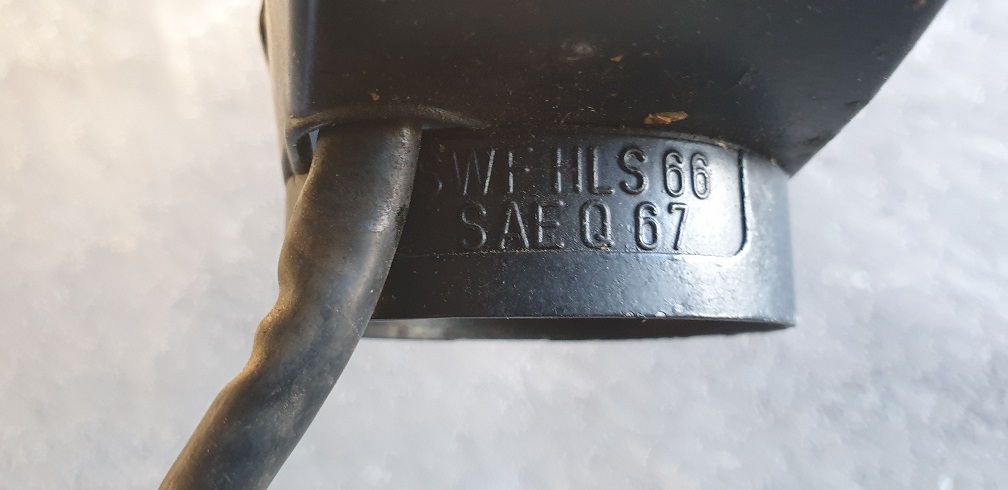 SWF HLS 66
SAE Q 67